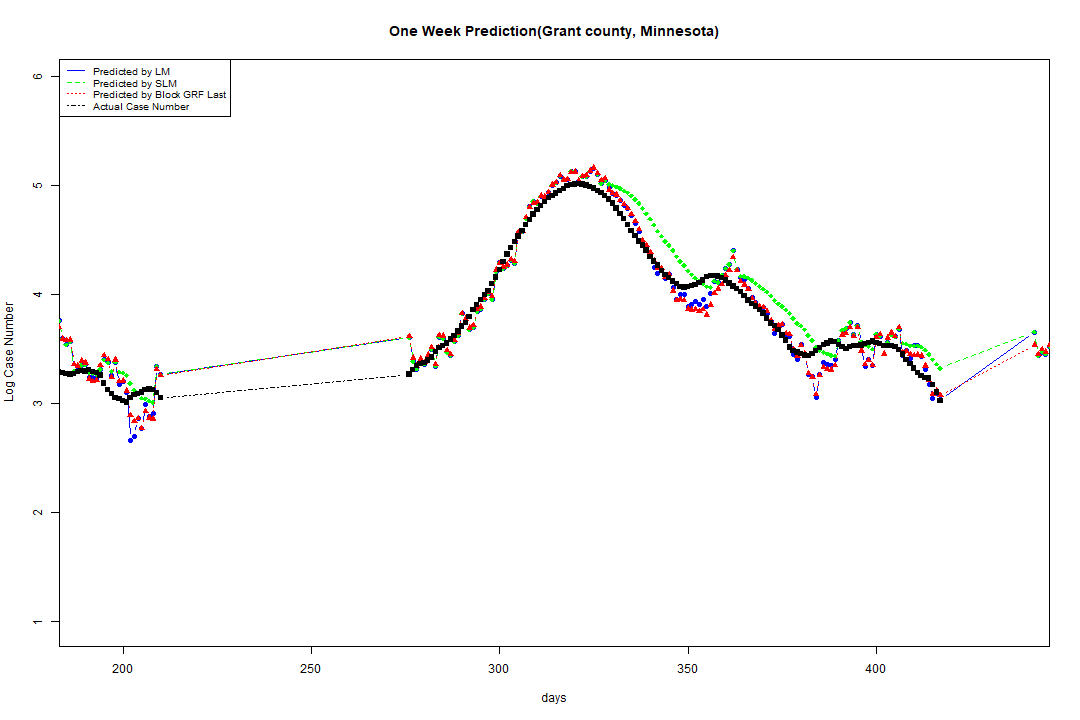 One Week Prediction(Grant county, Minnesota)
Predicted by LM
Predicted by SLM
Predicted by Block GRF Last
Actual Case Number
6
5
4
3
2
1
Log Case Number
200 250 300 350 400
days